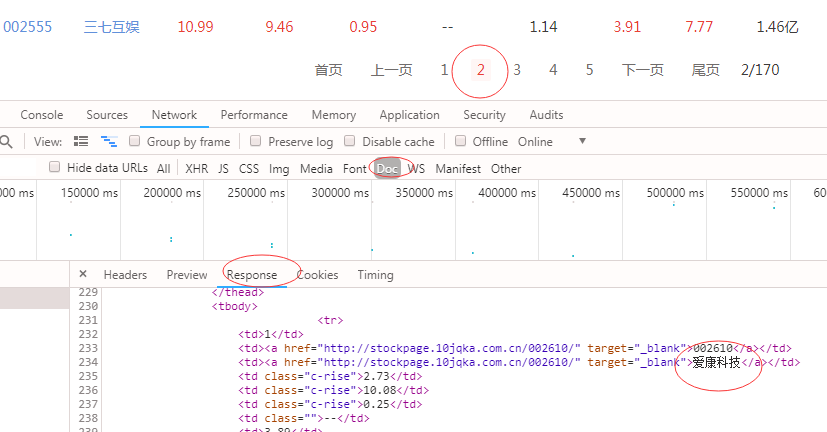 002555 三七互娱 10.99 9.46 0.95 -- 1.14 3.91 7.77 1.46亿
首页 上一页 1 2 3 4 5 下一页 尾页 2/170
Console Sources Network Performance Memory Application Security Audits
View: Group by frame Preserve log Disable cache Offline Online ▼
Hide data URLs All XHR JS CSS Img Media Font Doc WS Manifest Other
000 ms 150000 ms 200000 ms 250000 ms 300000 ms 350000 ms 400000 ms 450000 ms 500000 ms 550000 ms 60
× Headers Preview Response Cookies Timing
229 </thead>
230 <tbody>
231 <tr>
232 <td>1</td>
233 <td><a href="http://stockpage.10jqka.com.cn/002610/" target="_blank">002610</a></td>
234 <td><a href="http://stockpage.10jqka.com.cn/002610/" target="_blank">爱康科技</a></td>
235 <td class="c-rise">2.73</td>
236 <td class="c-rise">10.08</td>
237 <td class="c-rise">0.25</td>
238 <td class="">--</td>
239 <td>3.89</td>